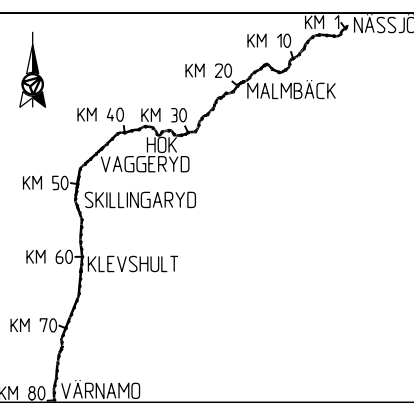 KM 1 NÄSSJÖ
KM 10
KM 20
MALMBÄCK
KM 40 KM 30
HOK
VAGGERYD
KM 50
SKILLINGARYD
KM 60 KLEVSHULT
KM 70
KM 80 VÄRNAMO